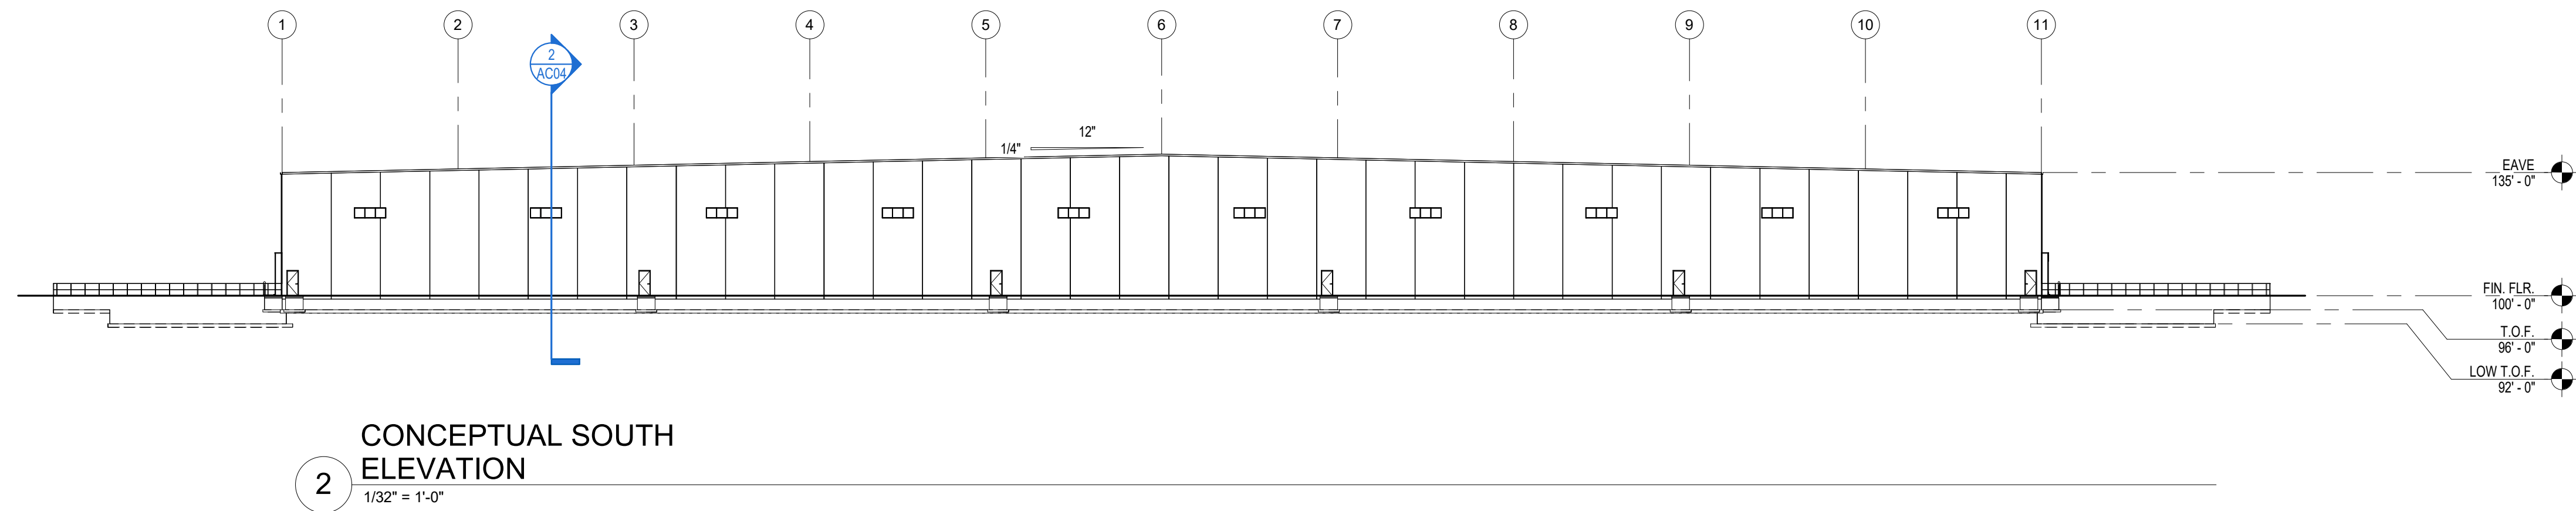 1 2 3 4 5 6 7 8 9 10 11
2
AC04
12"
1/4"
EAVE
135' - 0"
FIN. FLR.
100' - 0"
T.O.F.
96' - 0"
LOW T.O.F.
92' - 0"
CONCEPTUAL SOUTH
ELEVATION
2
1/32" = 1'-0"